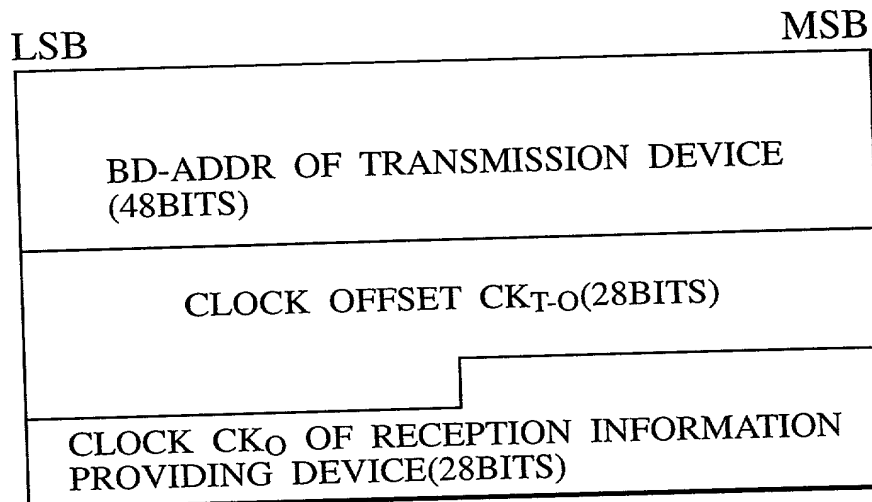 LSB MSB
BD-ADDR OF TRANSMISSION DEVICE
(48BITS)
CLOCK OFFSET CKT-O(28BITS)
CLOCK CKO OF RECEPTION INFORMATION
PROVIDING DEVICE(28BITS)